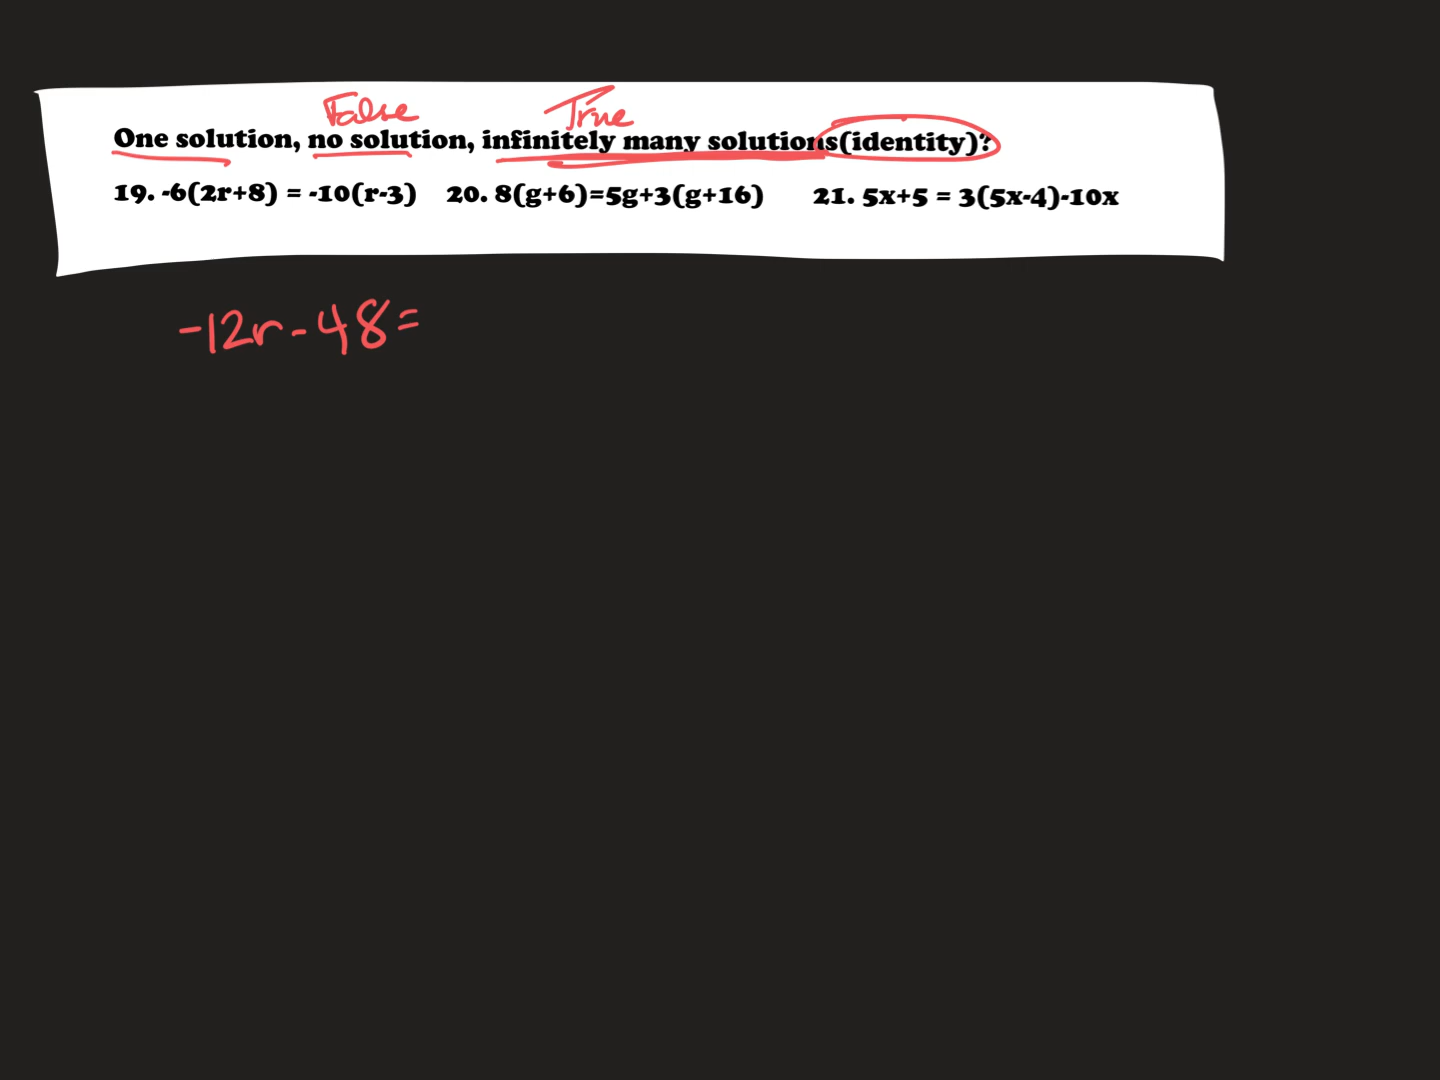 False True
One solution, no solution, infinitely many solutions(identity)?
19. -6(2r+8) = -10(r-3) 20. 8(g+6)=5g+3(g+16) 21. 5x+5 = 3(5x-4)-10x
-12r-48=